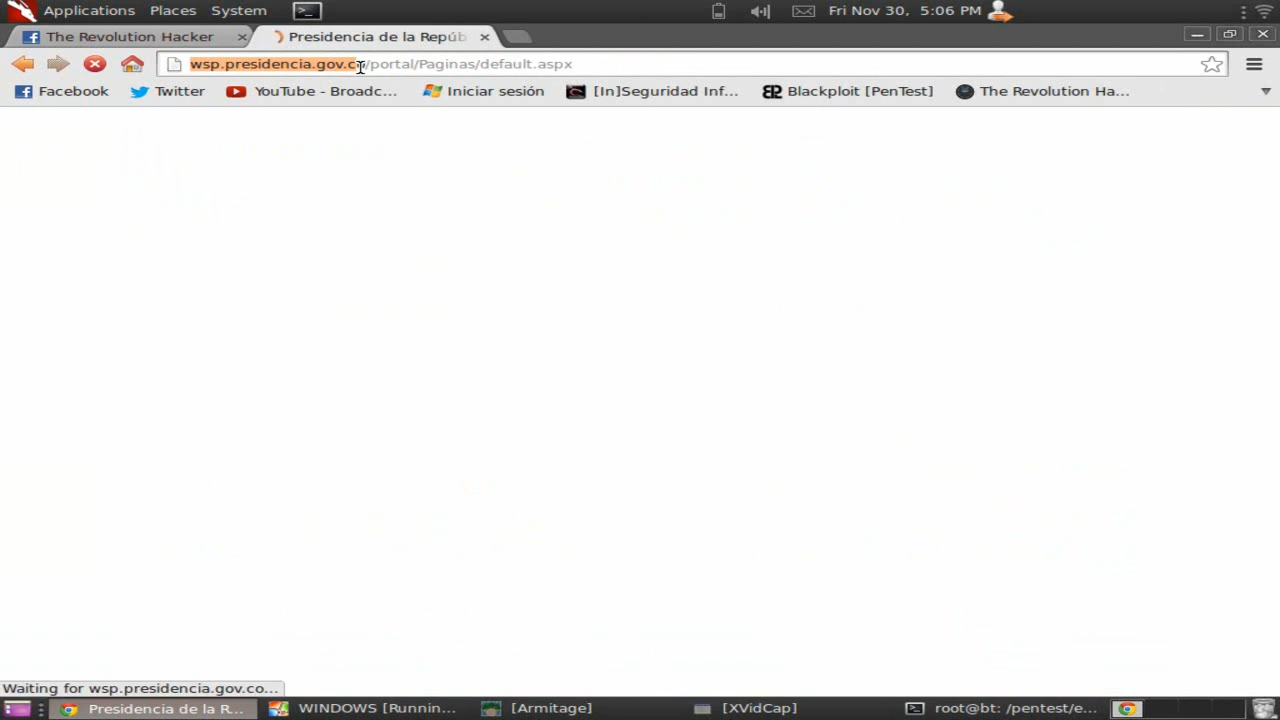 Applications Places System Fri Nov 30, 5:06 PM
The Revolution Hacker Presidencia de la Repúb
wsp.presidencia.gov.co/portal/Paginas/default.aspx
Facebook Twitter YouTube - Broadc... Iniciar sesión [In]Seguridad Inf... Blackploit [PenTest] The Revolution Ha...
Waiting for wsp.presidencia.gov.co...
Presidencia de la R... WINDOWS [Runnin... [Armitage] [XVidCap] root@bt: /pentest/e...